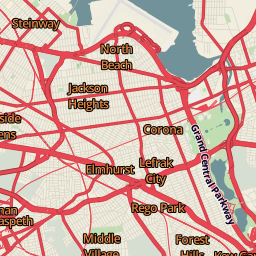 Steinway
North
Beach
Jackson
Heights
side
ens
Corona
Grand Central Parkway
Elmhurst
Lefrak
City
man
aspeth
Rego Park
Middle
Village
Forest
Hills
Kew Ga